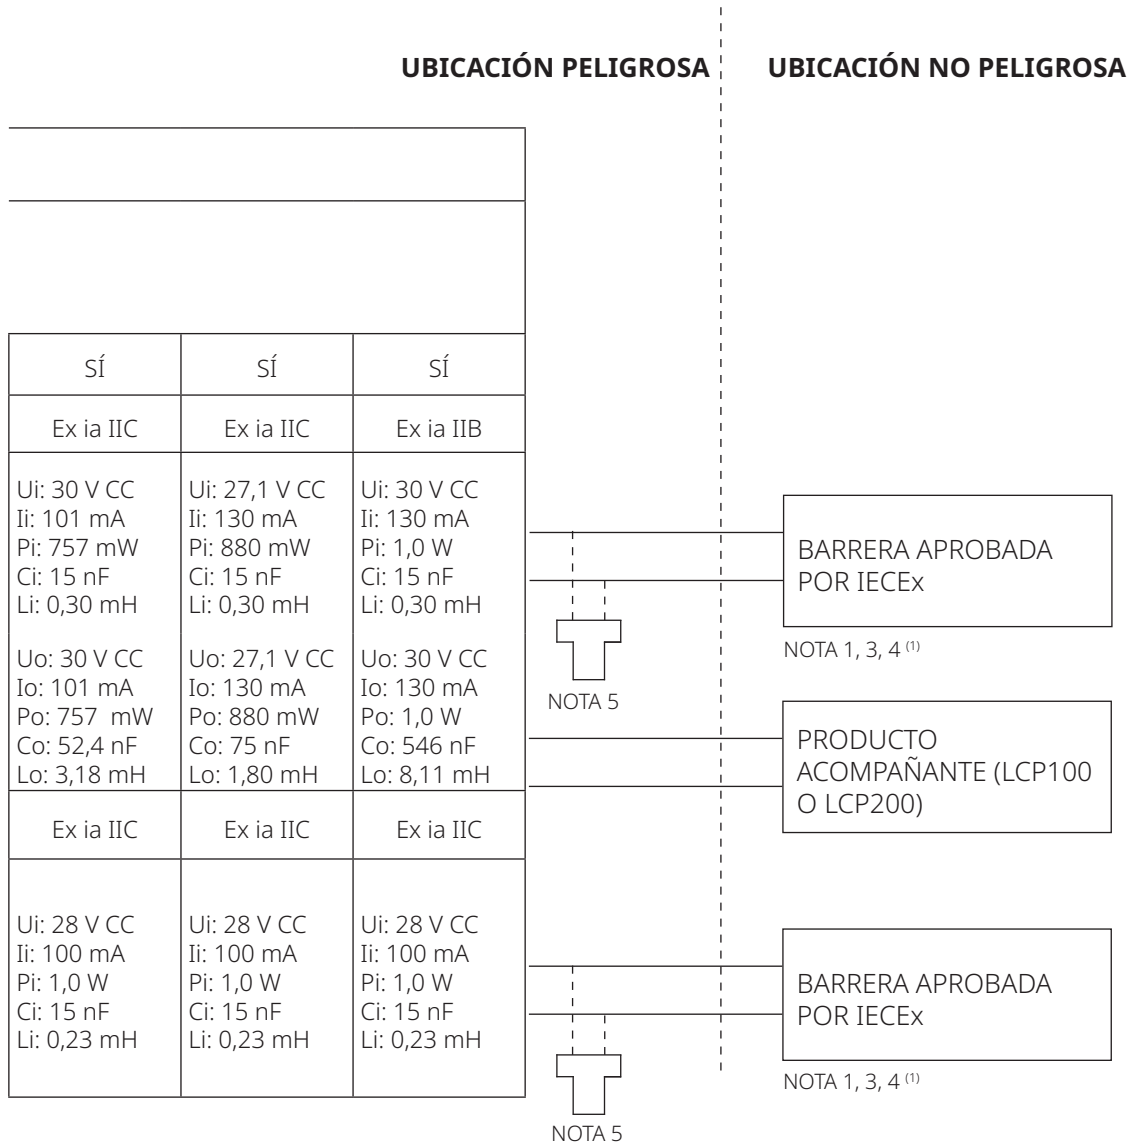 UBICACIÓN PELIGROSA
UBICACIÓN NO PELIGROSA
SÍ
SÍ
SÍ
Ex ia IIC
Ex ia IIC
Ex ia IIB
Ui: 30 V CC
Ii: 101 mA
Pi: 757 mW
Ci: 15 nF
Li: 0,30 mH
Ui: 27,1 V CC
Ii: 130 mA
Pi: 880 mW
Ci: 15 nF
Li: 0,30 mH
Ui: 30 V CC
Ii: 130 mA
Pi: 1,0 W
Ci: 15 nF
Li: 0,30 mH
Uo: 30 V CC
Io: 101 mA
Po: 757 mW
Co: 52,4 nF
Lo: 3,18 mH
Uo: 27,1 V CC
Io: 130 mA
Po: 880 mW
Co: 75 nF
Lo: 1,80 mH
Uo: 30 V CC
Io: 130 mA
Po: 1,0 W
Co: 546 nF
Lo: 8,11 mH
BARRERA APROBADA
POR IECEx
NOTA 1, 3, 4 (1)
NOTA 5
PRODUCTO
ACOMPAÑANTE (LCP100
O LCP200)
Ex ia IIC
Ex ia IIC
Ex ia IIC
Ui: 28 V CC
Ii: 100 mA
Pi: 1,0 W
Ci: 15 nF
Li: 0,23 mH
Ui: 28 V CC
Ii: 100 mA
Pi: 1,0 W
Ci: 15 nF
Li: 0,23 mH
Ui: 28 V CC
Ii: 100 mA
Pi: 1,0 W
Ci: 15 nF
Li: 0,23 mH
BARRERA APROBADA
POR IECEx
NOTA 1, 3, 4 (1)
NOTA 5